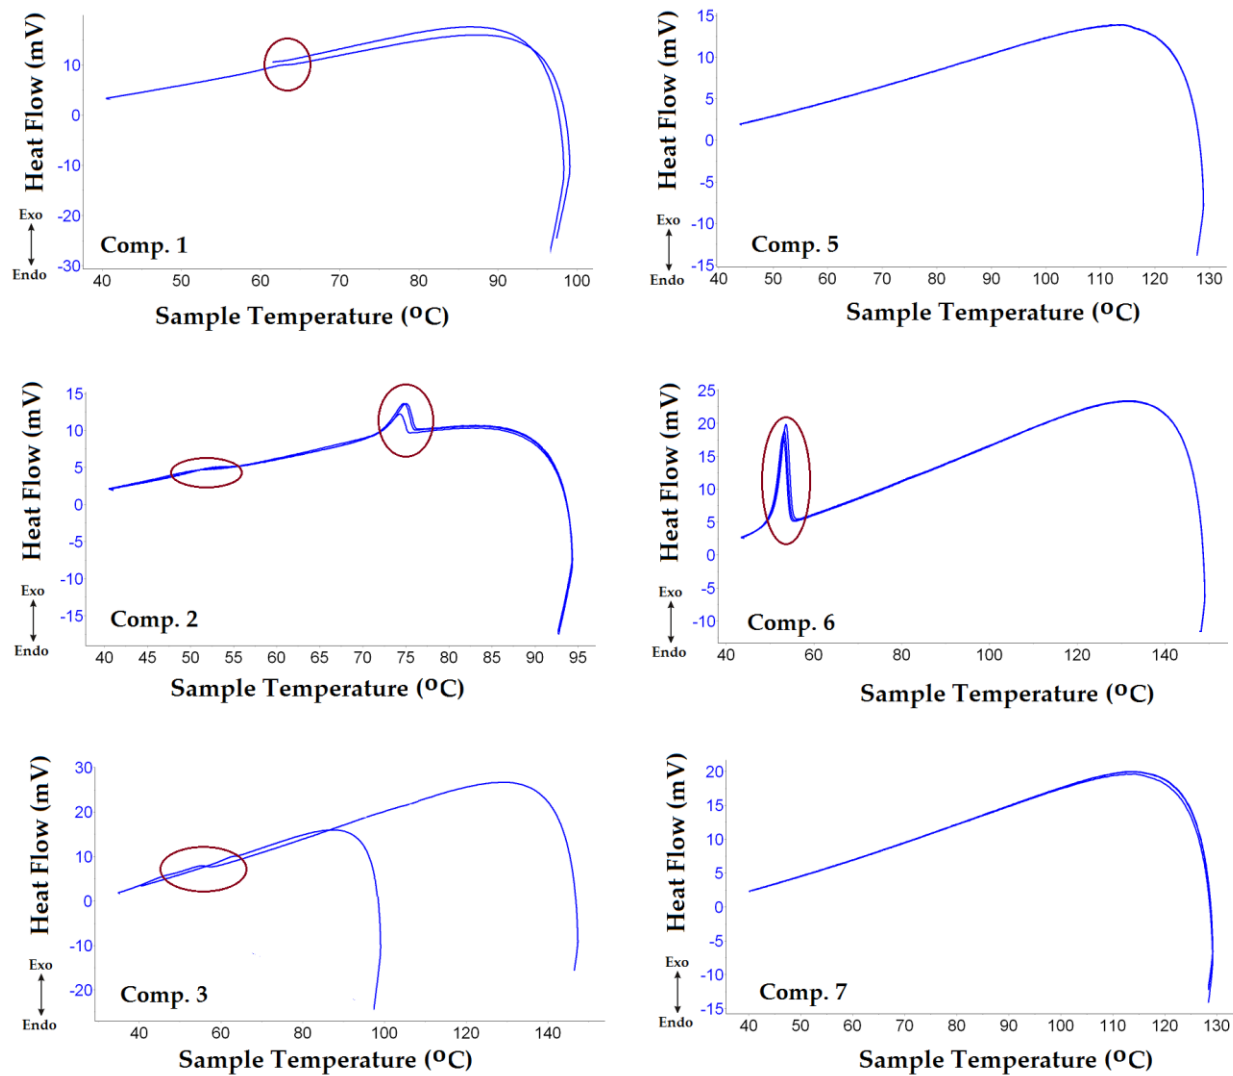 Heat Flow (mV)
10
0
-10
-20
-30
Exo
Endo
Comp. 1
40 50 60 70 80 90 100
Sample Temperature (ºC)
Heat Flow (mV)
15
10
5
0
-5
-10
-15
Exo
Endo
Comp. 5
40 50 60 70 80 90 100 110 120 130
Sample Temperature (ºC)
Heat Flow (mV)
15
10
5
0
-5
-10
-15
Exo
Endo
Comp. 2
40 45 50 55 60 65 70 75 80 85 90 95
Sample Temperature (ºC)
Heat Flow (mV)
25
20
15
10
5
0
-5
-10
Exo
Endo
Comp. 6
40 60 80 100 120 140
Sample Temperature (ºC)
Heat Flow (mV)
30
20
10
0
-10
-20
Exo
Endo
Comp. 3
40 60 80 100 120 140
Sample Temperature (ºC)
Heat Flow (mV)
20
15
10
5
0
-5
-10
-15
Exo
Endo
Comp. 7
40 50 60 70 80 90 100 110 120 130
Sample Temperature (ºC)